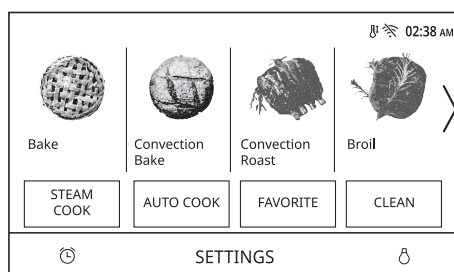 02:38 AM
Bake
Convection
Bake
Convection
Roast
Broil
STEAM
COOK
AUTO COOK
FAVORITE
CLEAN
SETTINGS